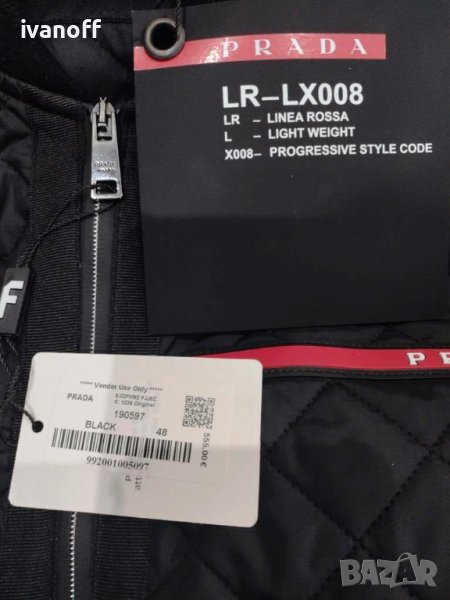 ivanoff
PRADA
LR–LX008
LR – LINEA ROSSA
L – LIGHT WEIGHT
X008– PROGRESSIVE STYLE CODE
F
P R
***** Vendor Use Only *****
PRADA
190597
BLACK 48
555,00 €
992001005097
BAZAR